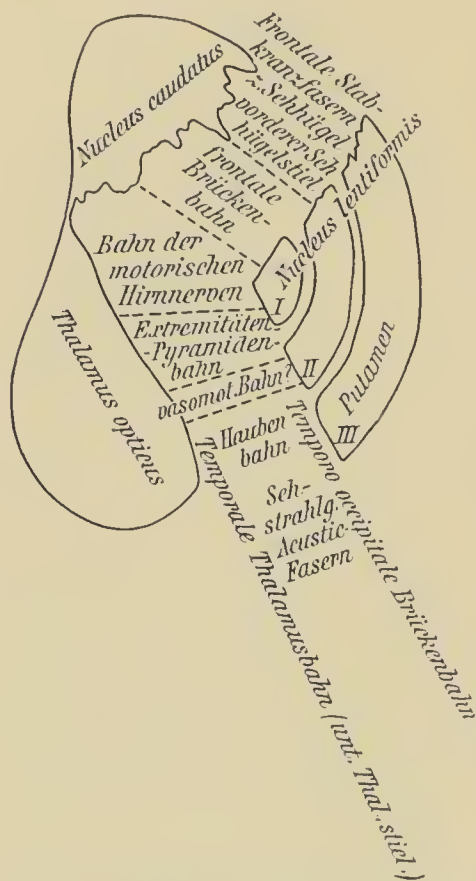 Nucleus caudatus
Frontale Stab-
kranzfasern
z. Sehhügel
vorderer Seh
hügelstiel
frontale
Brücken-
bahn
Nucleus lentiformis
Bahn der
motorischen
Hirnnerven
I
Extremitäten
-Pyramiden-
bahn
II
Putamen
III
Thalamus opticus
vasomot. Bahn?
Hauben
bahn
Seh-
strahlg.
Acustic-
Fasern
Temporo occipitale Brückenbahn
Temporale Thalamusbahn (unt. Thal. stiel.)